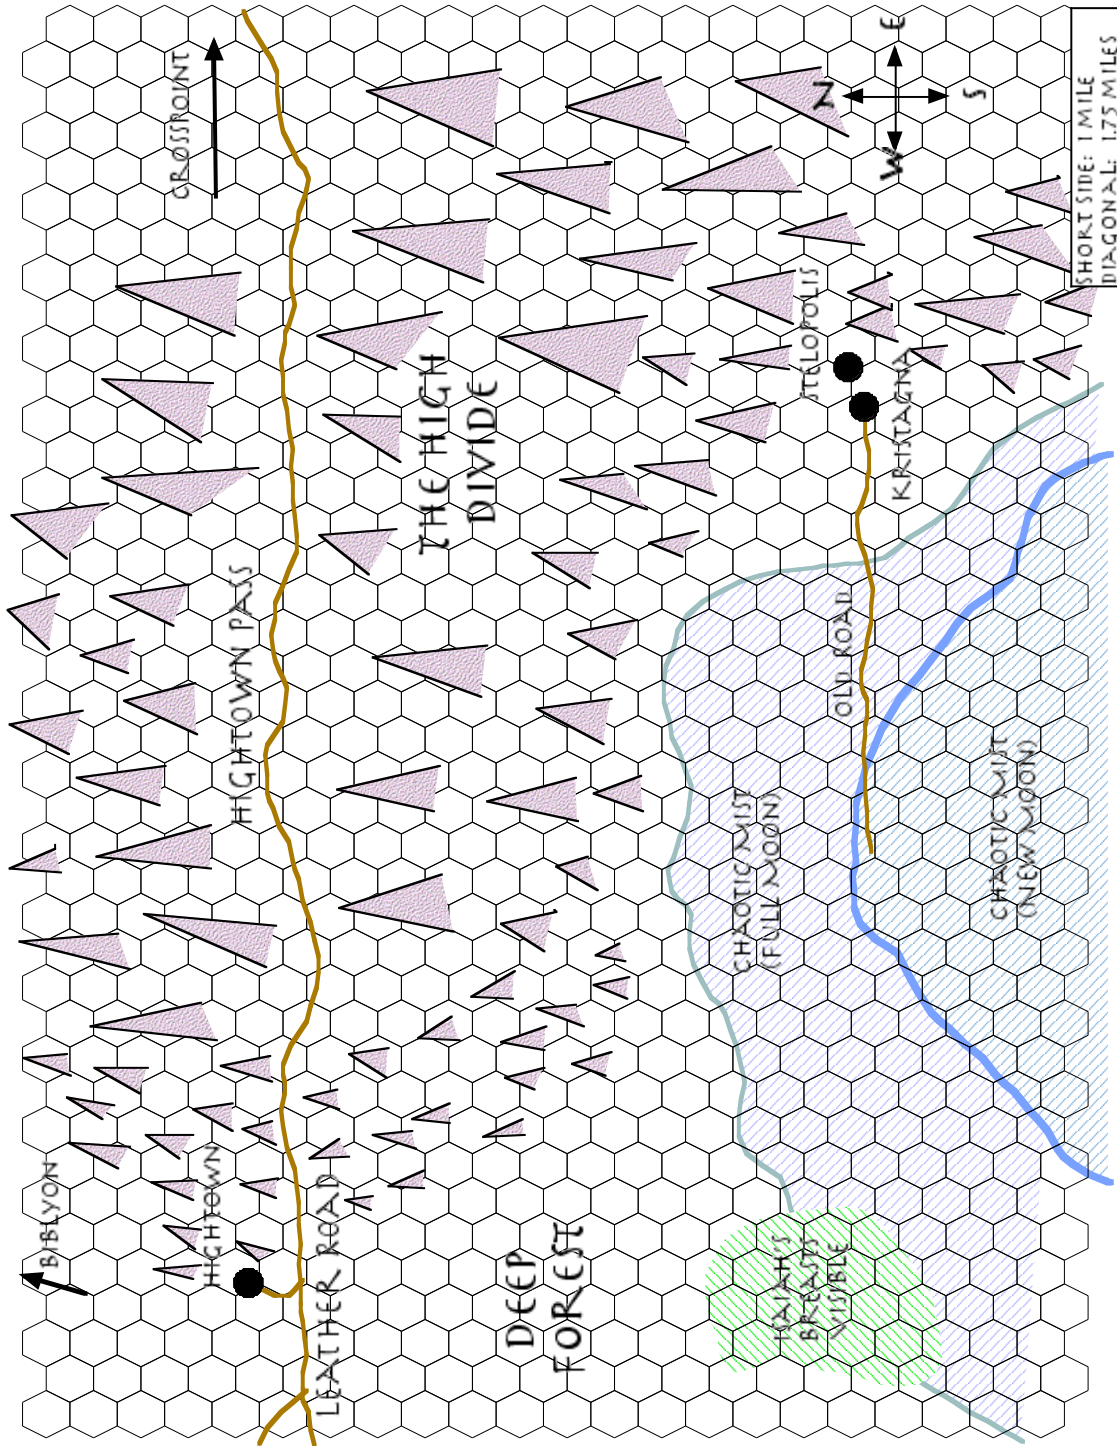 BIBLYON
CROSSPOINT
HIGHTOWN
HIGHTOWN PASS
LEATHER ROAD
THE HIGH
DIVIDE
DEEP
FOREST
ISAIAH'S
BREASTS
VISIBLE
CHAOTIC MIST
(FULL MOON)
STELOPOLIS
KRISTAGNA
OLD ROAD
CHAOTIC MIST
(NEW MOON)
N
W
E
S
SHORT SIDE: 1 MILE
DIAGONAL: 1.75 MILES